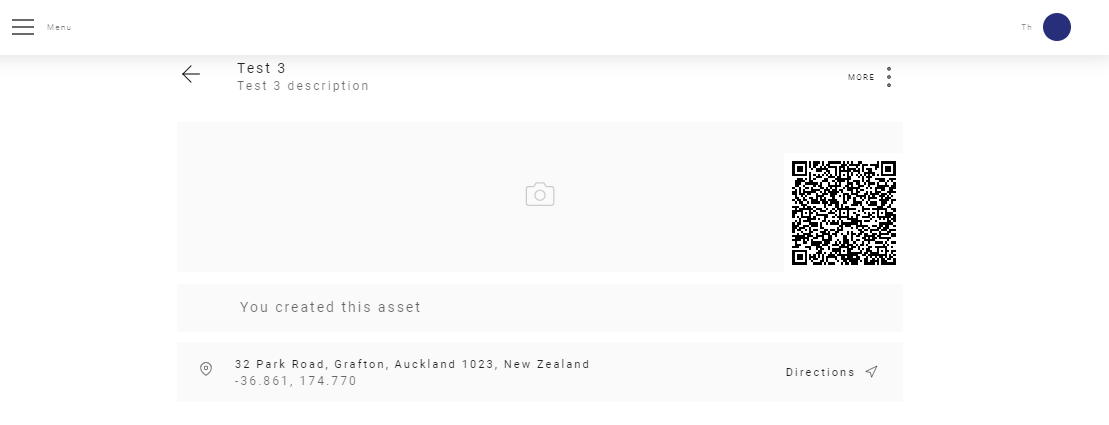 Menu
Th
Test 3
Test 3 description
MORE
You created this asset
32 Park Road, Grafton, Auckland 1023, New Zealand
-36.861, 174.770
Directions